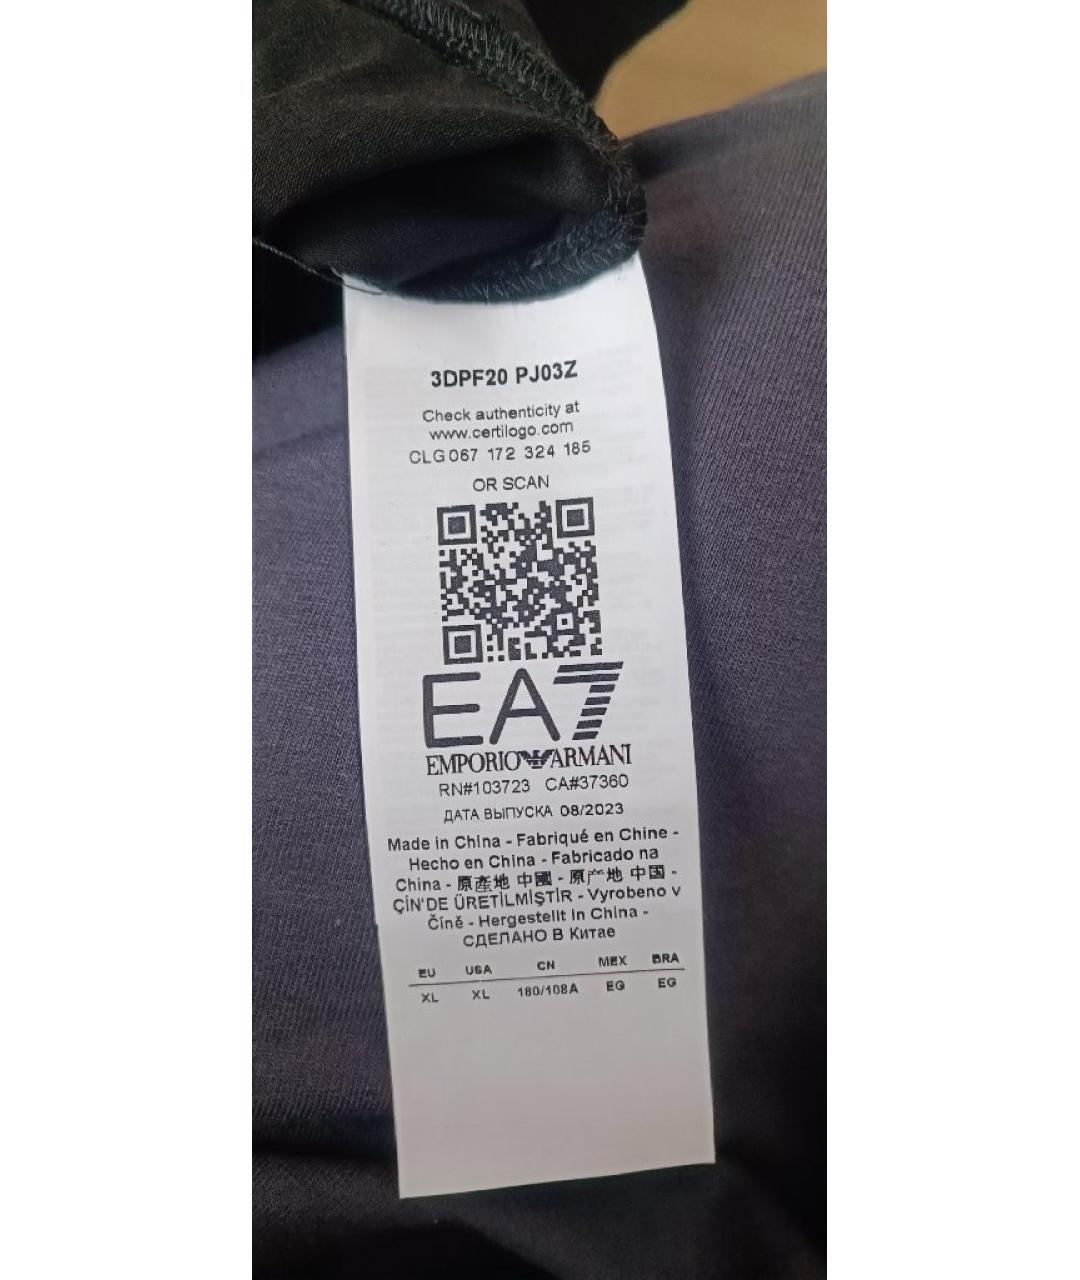 3DPF20 PJ03Z
Check authenticity at
www.certilogo.com
CLG 067 172 324 185
OR SCAN
EA7
EMPORIO ARMANI
RN#103723 CA#37360
ДАТА ВЫПУСКА 08/2023
Made in China - Fabriqué en Chine -
Hecho en China - Fabricado na
China - 原產地 中國 - 原产地 中国 -
ÇİN'DE ÜRETİLMİŞTİR - Vyrobeno v
Číně - Hergestellt in China -
СДЕЛАНО В Китае
EU USA CN MEX BRA
XL XL 180/108A EG EG